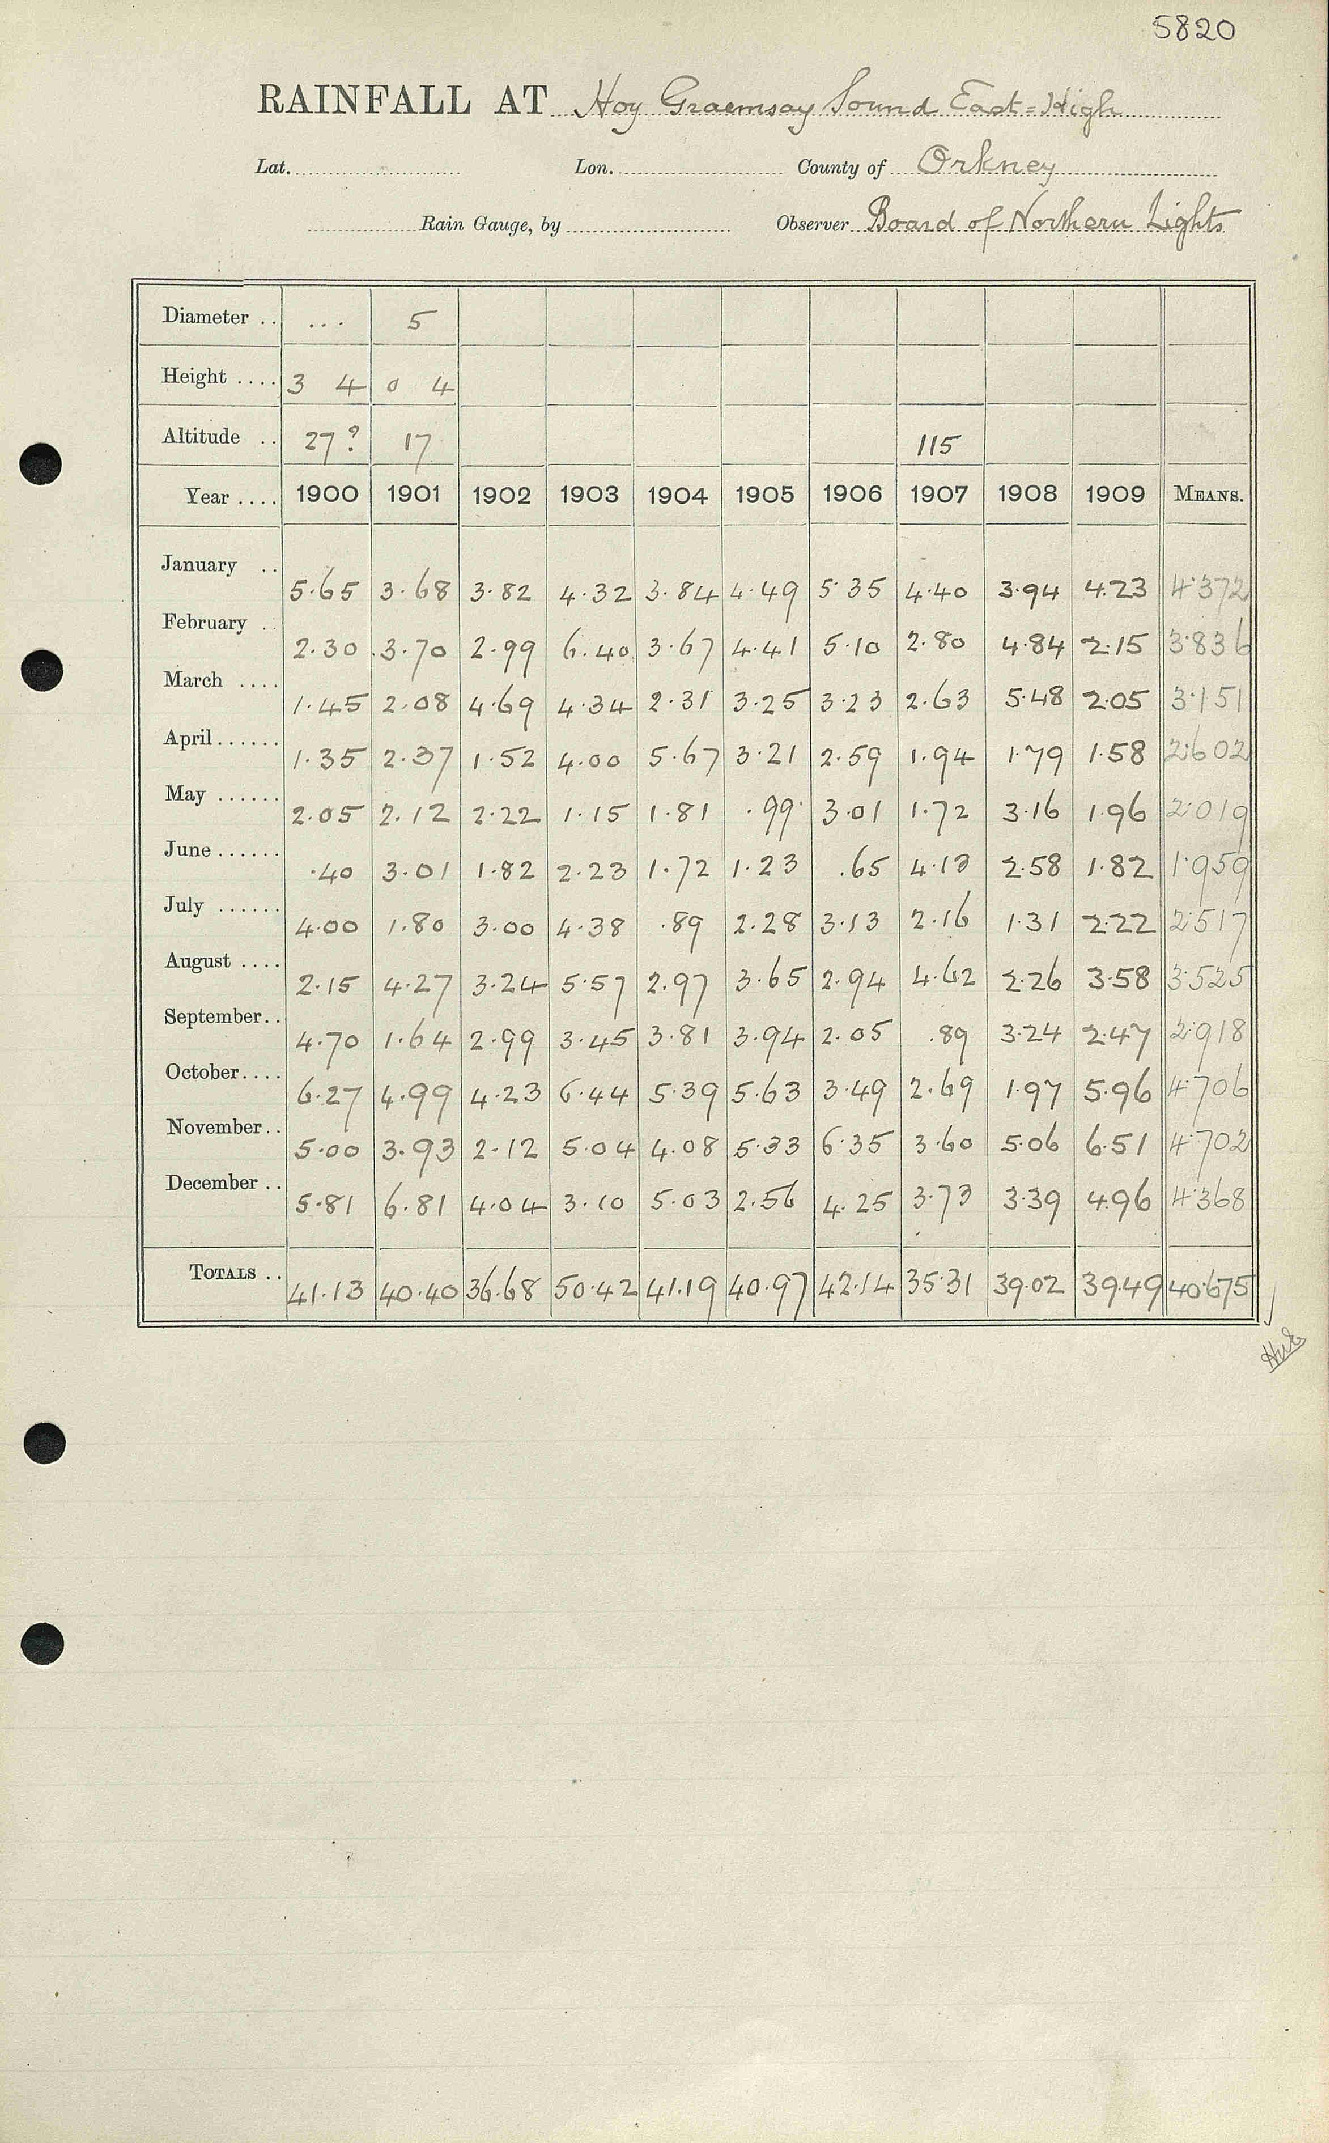 5820
RAINFALL AT Hoy Graemsay Sound East=High
Lat. Lon. County of Orkney
Rain Gauge, by Observer Board of Northern Lights
Diameter .. ... 5
Height .... 3 4 0 4
Altitude .. 27? 17 115
Year .... 1900 1901 1902 1903 1904 1905 1906 1907 1908 1909 MEANS.
January .. 5.65 3.68 3.82 4.32 3.84 4.49 5.35 4.40 3.94 4.23 4.372
February . 2.30 3.70 2.99 6.40 3.67 4.41 5.10 2.80 4.84 2.15 3.836
March .... 1.45 2.08 4.69 4.34 2.31 3.25 3.23 2.63 5.48 2.05 3.151
April...... 1.35 2.37 1.52 4.00 5.67 3.21 2.59 1.94 1.79 1.58 2.602
May ...... 2.05 2.12 2.22 1.15 1.81 .99 3.01 1.72 3.16 1.96 2.019
June...... .40 3.01 1.82 2.23 1.72 1.23 .65 4.13 2.58 1.82 1.959
July ...... 4.00 1.80 3.00 4.38 .89 2.28 3.13 2.16 1.31 2.22 2.517
August .... 2.15 4.27 3.24 5.57 2.97 3.65 2.94 4.62 2.26 3.58 3.525
September.. 4.70 1.64 2.99 3.45 3.81 3.94 2.05 .89 3.24 2.47 2.918
October.... 6.27 4.99 4.23 6.44 5.39 5.63 3.49 2.69 1.97 5.96 4.706
November.. 5.00 3.93 2.12 5.04 4.08 5.33 6.35 3.60 5.06 6.51 4.702
December .. 5.81 6.81 4.04 3.10 5.03 2.56 4.25 3.73 3.39 4.96 4.368
TOTALS .. 41.13 40.40 36.68 50.42 41.19 40.97 42.14 35.31 39.02 39.49 40.675